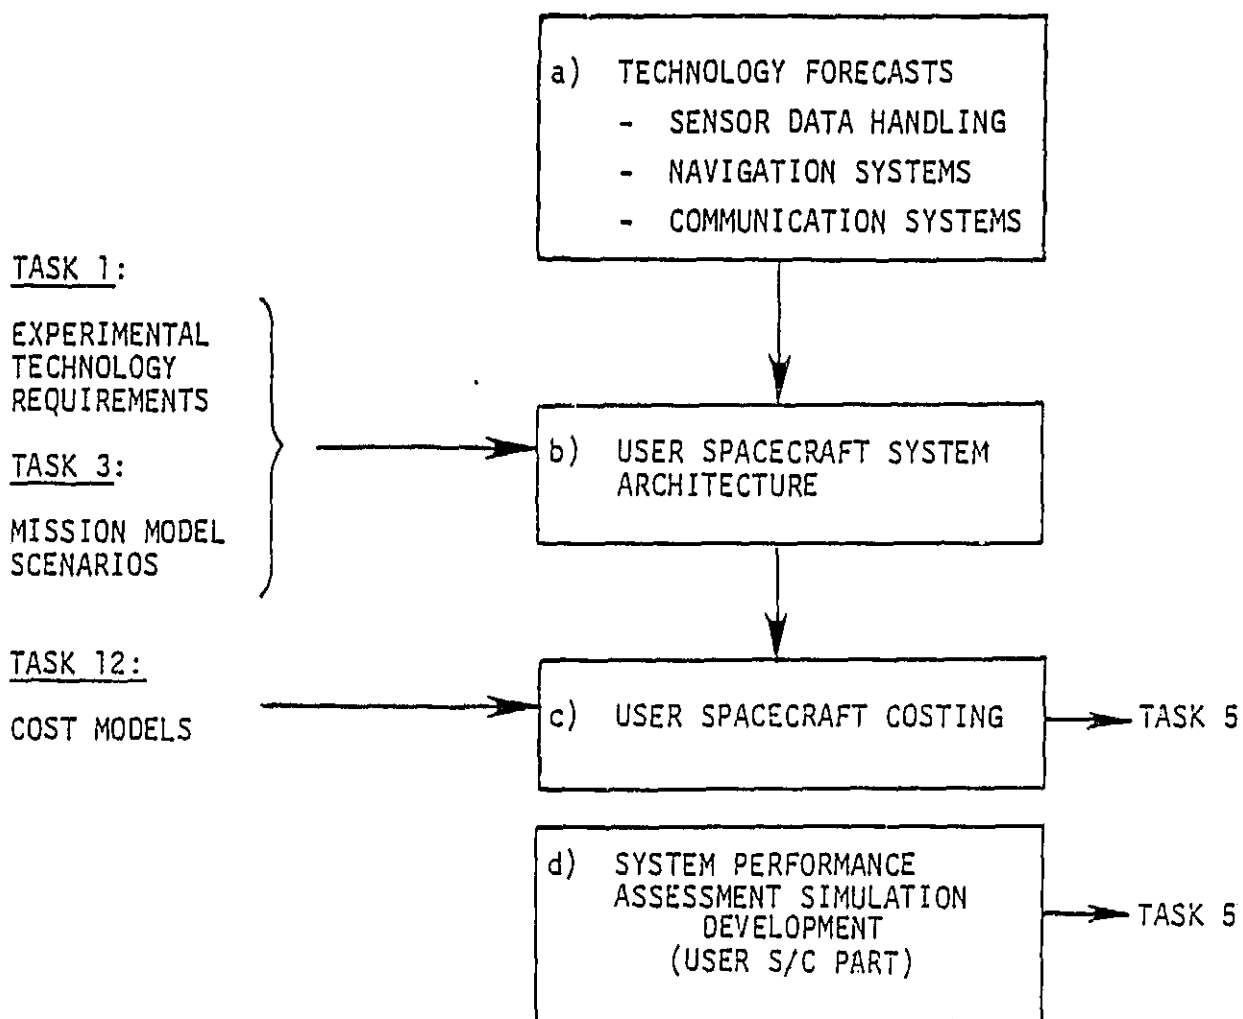 a) TECHNOLOGY FORECASTS
- SENSOR DATA HANDLING
- NAVIGATION SYSTEMS
- COMMUNICATION SYSTEMS
TASK 1:
EXPERIMENTAL
TECHNOLOGY
REQUIREMENTS
TASK 3:
MISSION MODEL
SCENARIOS
b) USER SPACECRAFT SYSTEM
ARCHITECTURE
TASK 12:
COST MODELS
c) USER SPACECRAFT COSTING
TASK 5
d) SYSTEM PERFORMANCE
ASSESSMENT SIMULATION
DEVELOPMENT
(USER S/C PART)
TASK 5